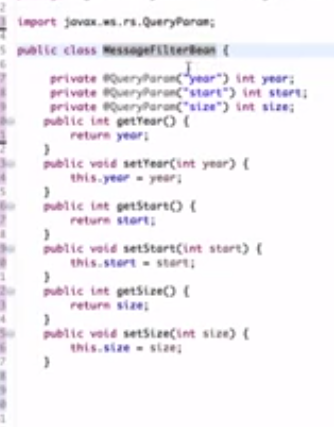 import javax.ws.rs.QueryParam;
public class MessageFilterBean {
private @QueryParam("year") int year;
private @QueryParam("start") int start;
private @QueryParam("size") int size;
public int getYear() {
return year;
}
public void setYear(int year) {
this.year = year;
}
public int getStart() {
return start;
}
public void setStart(int start) {
this.start = start;
}
public int getSize() {
return size;
}
public void setSize(int size) {
this.size = size;
}